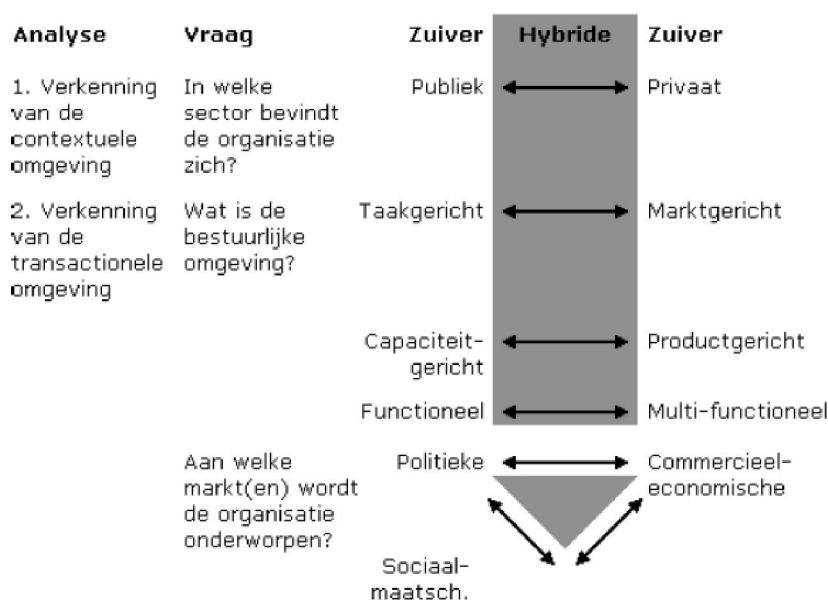 Analyse Vraag Zuiver Hybride Zuiver
1. Verkenning van de contextuele omgeving
In welke sector bevindt de organisatie zich?
Publiek
Privaat
2. Verkenning van de transactionele omgeving
Wat is de bestuurlijke omgeving?
Taakgericht
Marktgericht
Capaciteit-
gericht
Productgericht
Functioneel
Multi-functioneel
Aan welke
markt(en) wordt
de organisatie
onderworpen?
Politieke
Commercieel-
economische
Sociaal-
maatsch.